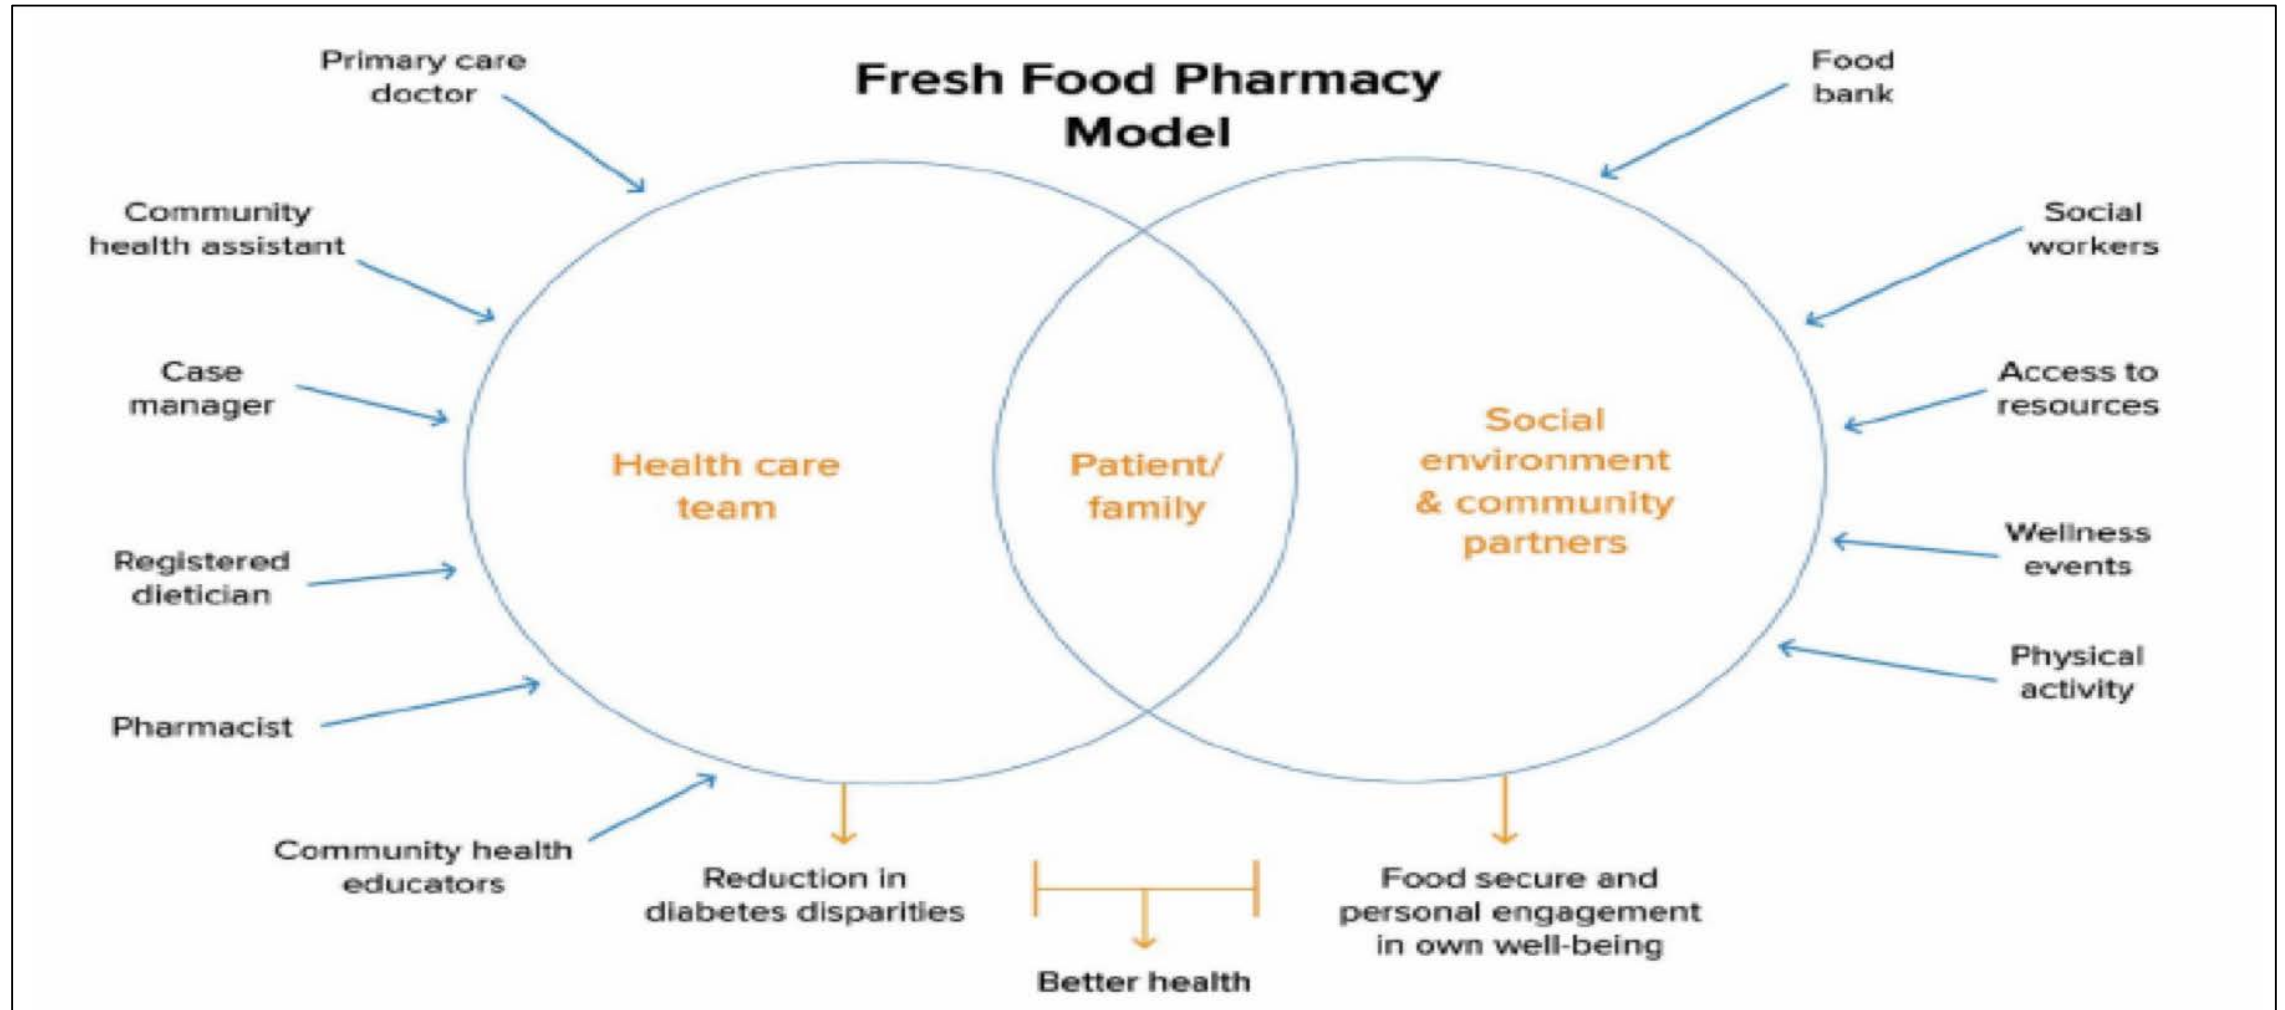 Fresh Food Pharmacy
Model
Primary care
doctor
Community
health assistant
Case
manager
Registered
dietician
Pharmacist
Community health
educators
Health care
team
Patient/
family
Social
environment
& community
partners
Food
bank
Social
workers
Access to
resources
Wellness
events
Physical
activity
Reduction in
diabetes disparities
Better health
Food secure and
personal engagement
in own well-being